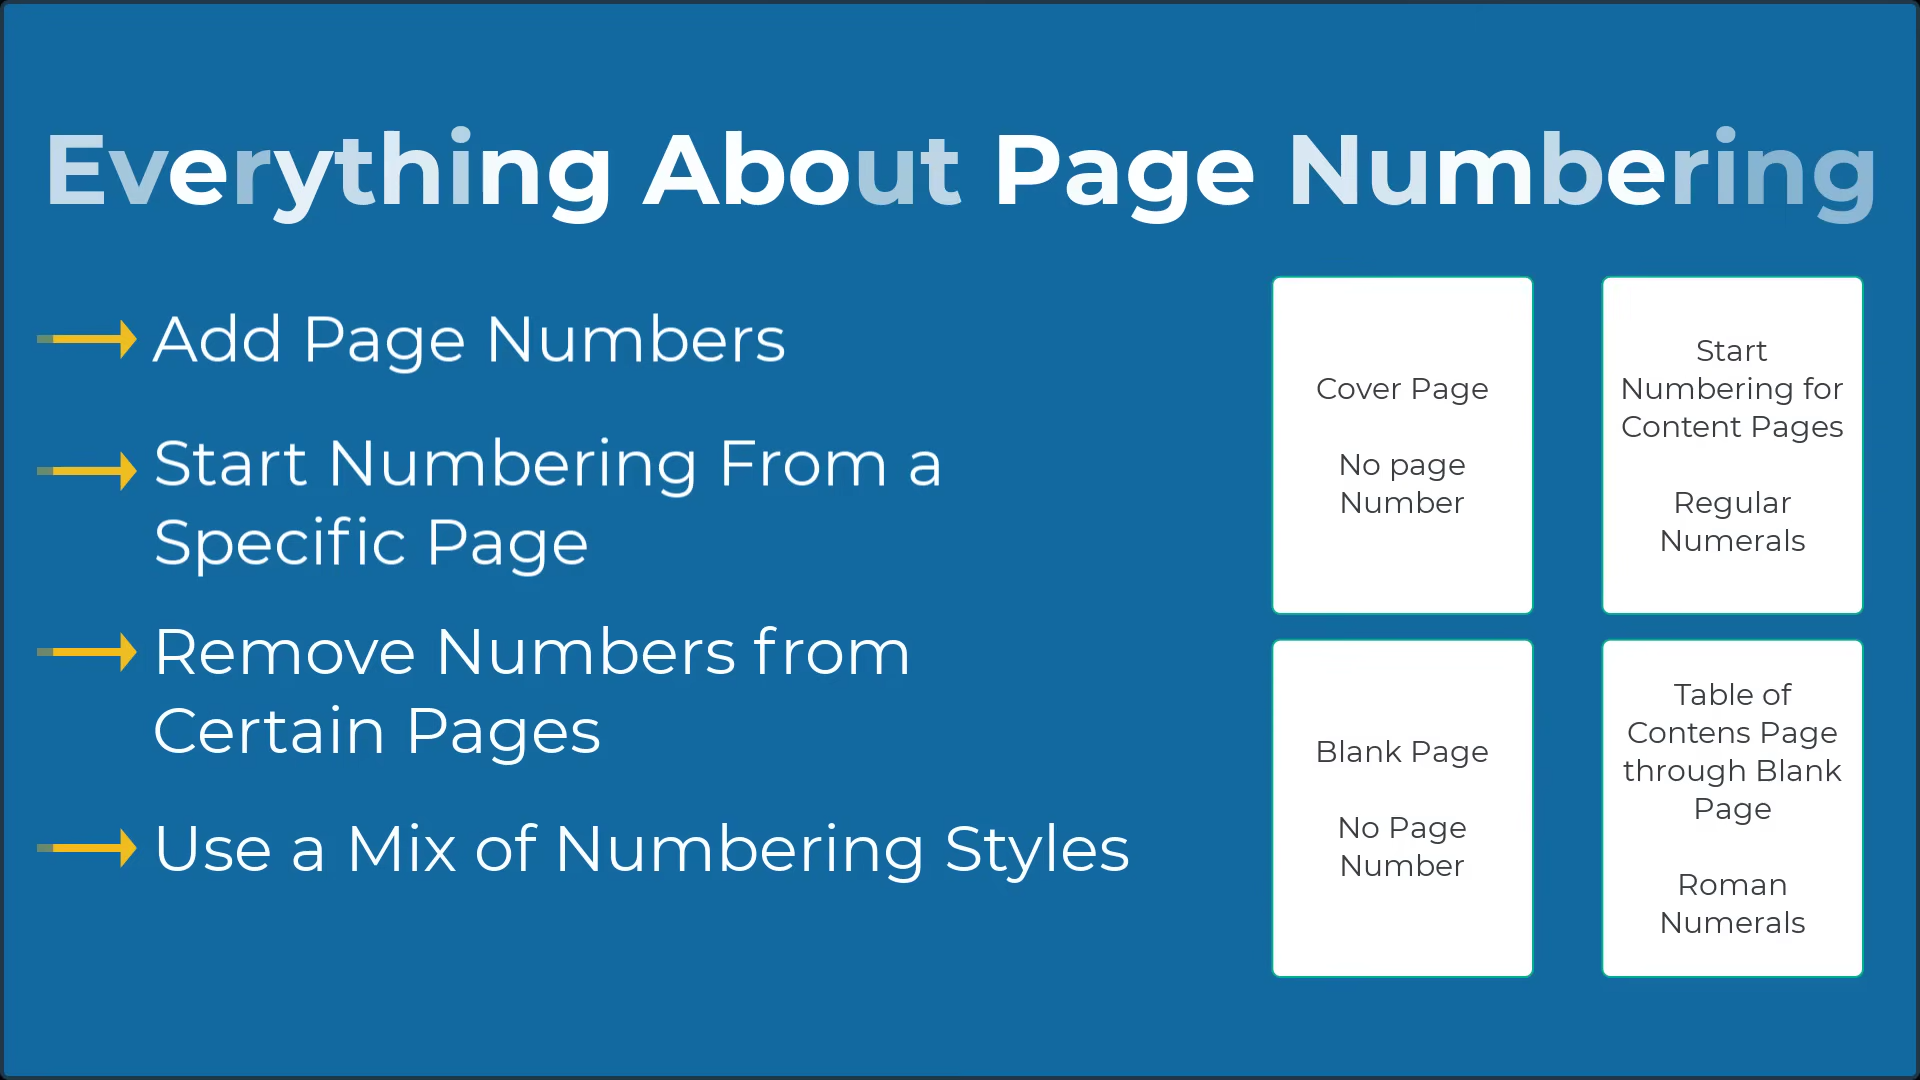 Everything About Page Numbering
Add Page Numbers
Start Numbering From a
Specific Page
Remove Numbers from
Certain Pages
Use a Mix of Numbering Styles
Cover Page
No page
Number
Start
Numbering for
Content Pages
Regular
Numerals
Blank Page
No Page
Number
Table of
Contens Page
through Blank
Page
Roman
Numerals